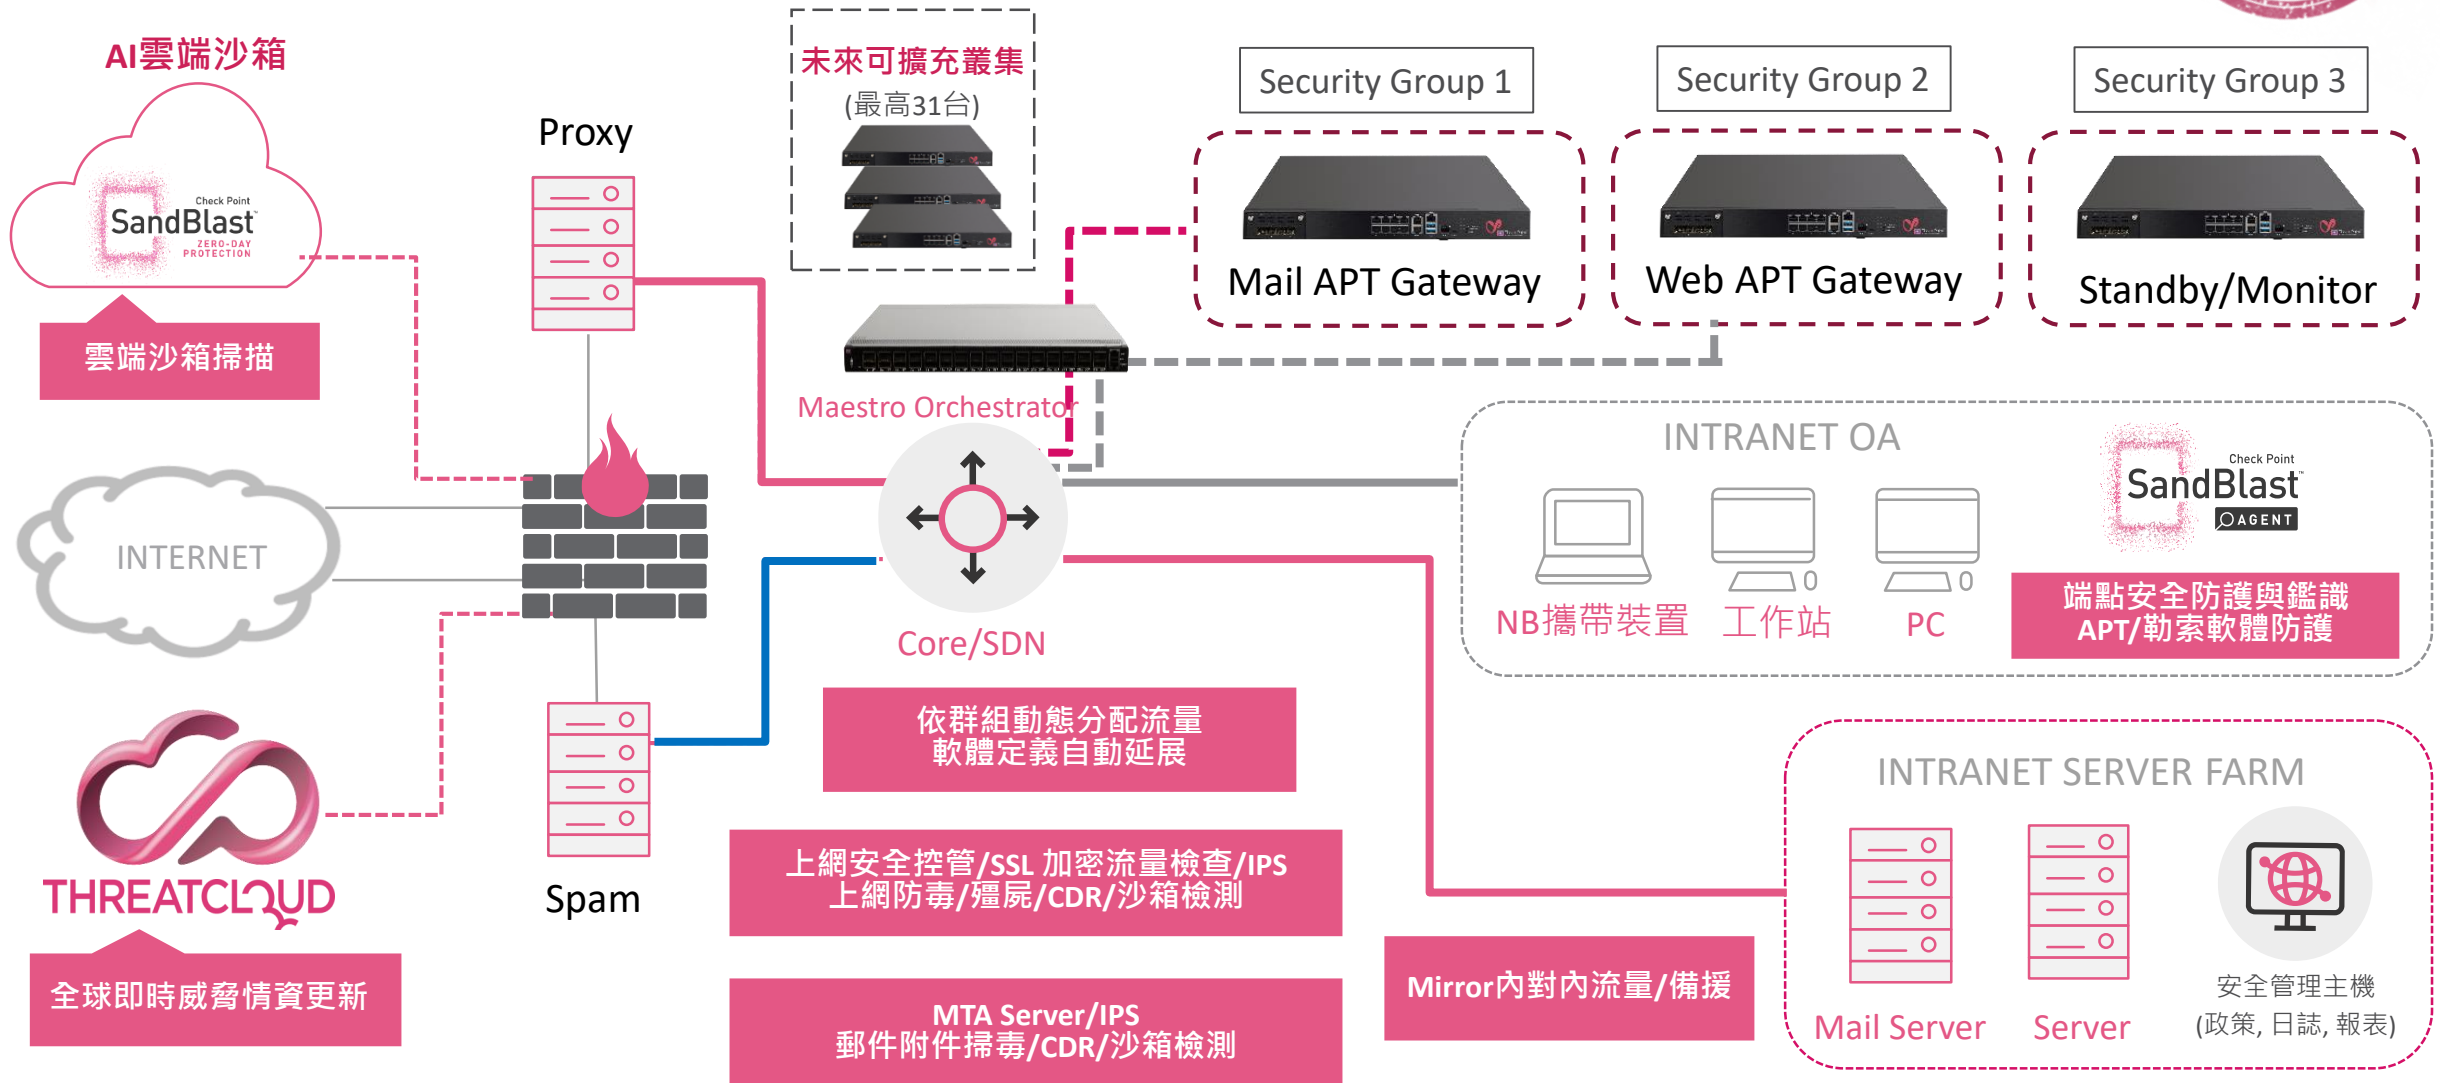 AI雲端沙箱
Check Point
SandBlast
ZERO-DAY
PROTECTION
雲端沙箱掃描
INTERNET
THREATCLOUD
全球即時威脅情資更新
Proxy
Spam
未來可擴充叢集
(最高31台)
Maestro Orchestrator
Core/SDN
依群組動態分配流量
軟體定義自動延展
上網安全控管/SSL 加密流量檢查/IPS
上網防毒/殭屍/CDR/沙箱檢測
MTA Server/IPS
郵件附件掃毒/CDR/沙箱檢測
Security Group 1
Mail APT Gateway
Security Group 2
Web APT Gateway
Security Group 3
Standby/Monitor
INTRANET OA
NB攜帶裝置
工作站
PC
Check Point
SandBlast
AGENT
端點安全防護與鑑識
APT/勒索軟體防護
Mirror內對內流量/備援
INTRANET SERVER FARM
Mail Server
Server
安全管理主機
(政策, 日誌, 報表)